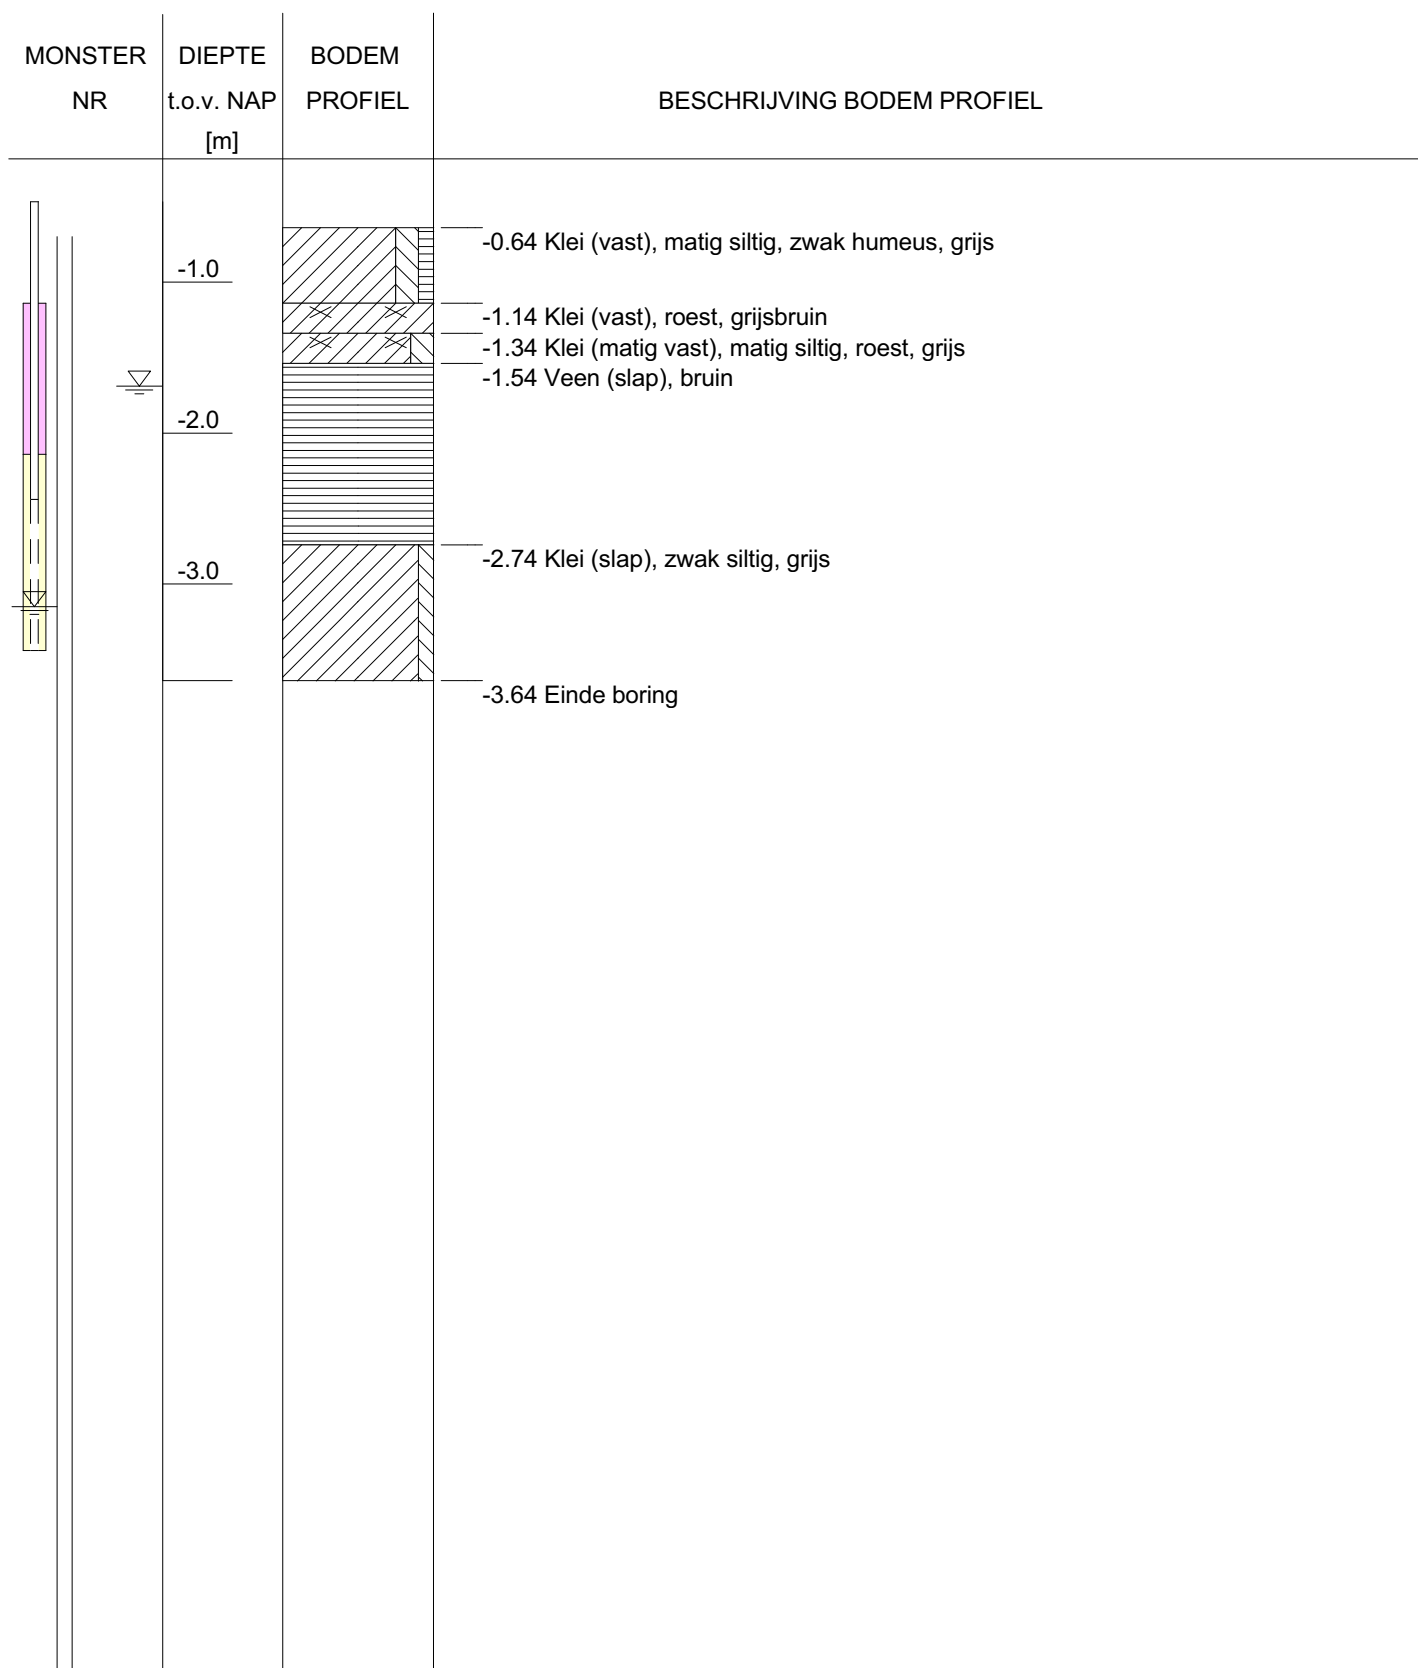 MONSTER DIEPTE BODEM
NR t.o.v. NAP PROFIEL BESCHRIJVING BODEM PROFIEL
[m]
-0.64 Klei (vast), matig siltig, zwak humeus, grijs
-1.0
-1.14 Klei (vast), roest, grijsbruin
-1.34 Klei (matig vast), matig siltig, roest, grijs
-1.54 Veen (slap), bruin
-2.0
-2.74 Klei (slap), zwak siltig, grijs
-3.0
-3.64 Einde boring